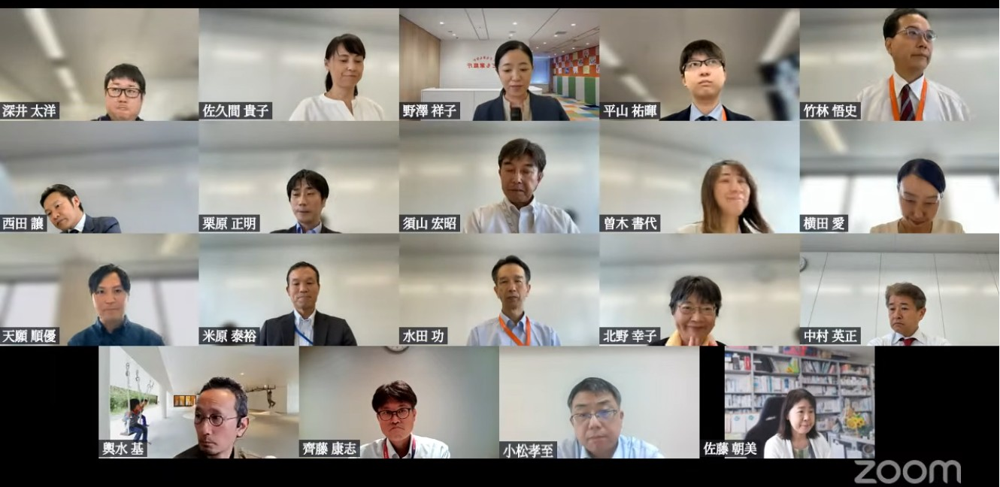 深井 太洋
佐久間 貴子
野澤 祥子
平山 祐暉
竹林 悟史
西田 譲
栗原 正明
須山 宏昭
曽木 書代
横田 愛
天願 順優
米原 泰裕
水田 功
北野 幸子
中村 英正
輿水 基
齊藤 康志
小松孝至
佐藤 朝美
zoom